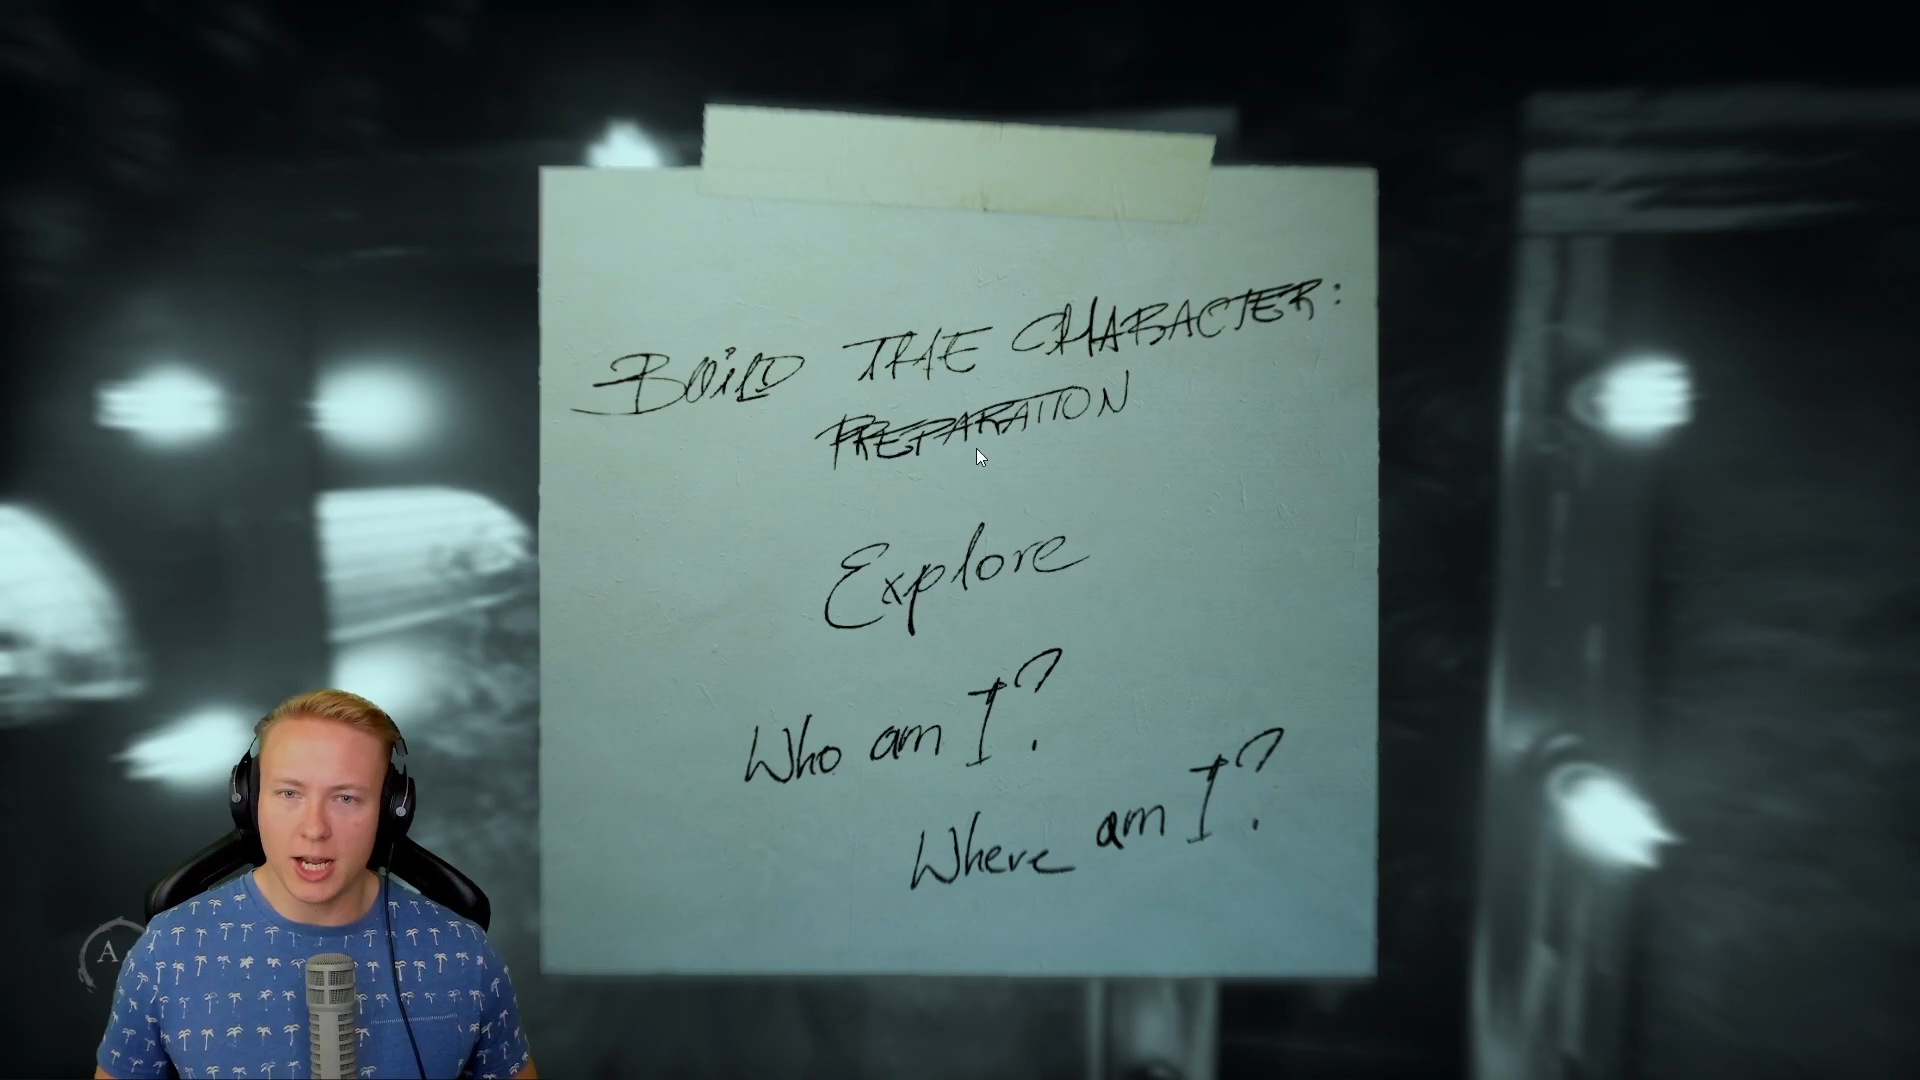 BUILD THE CHARACTER:
PREPARATION
Explore
Who am I?
Where am I?
A